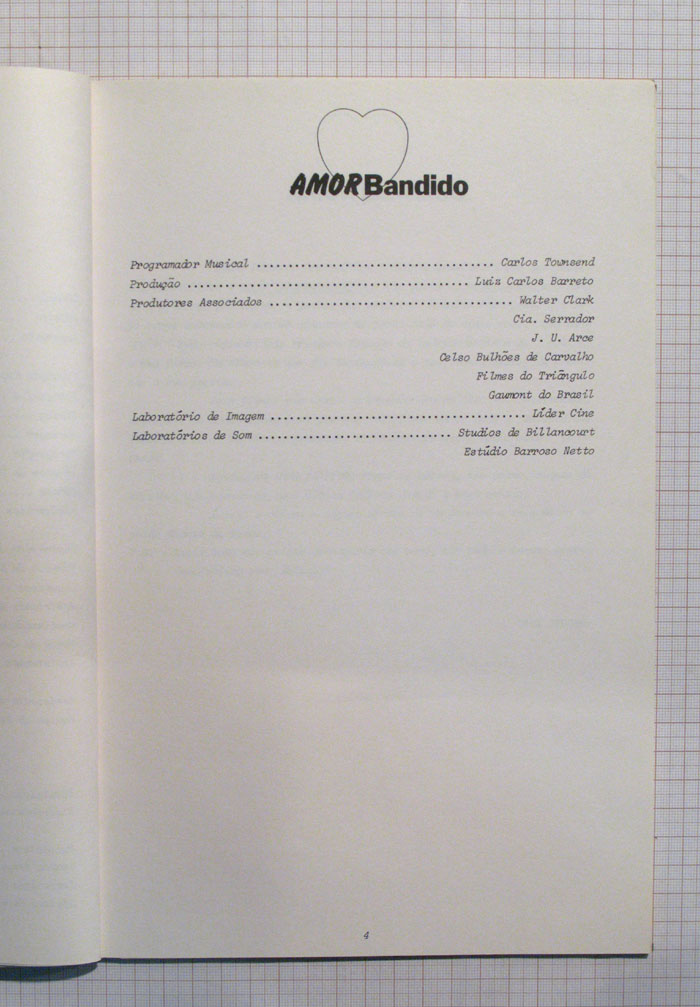 AMOR Bandido
Programador Musical ...................................... Carlos Townsend
Produção ............................................. Luiz Carlos Barreto
Produtores Associados ....................................... Walter Clark
Cia. Serrador
J. U. Arce
Celso Bulhões de Carvalho
Filmes do Triângulo
Gaumont do Brasil
Laboratório de Imagem ......................................... Líder Cine
Laboratórios de Som ............................... Studios de Billancourt
Estúdio Barroso Netto
4